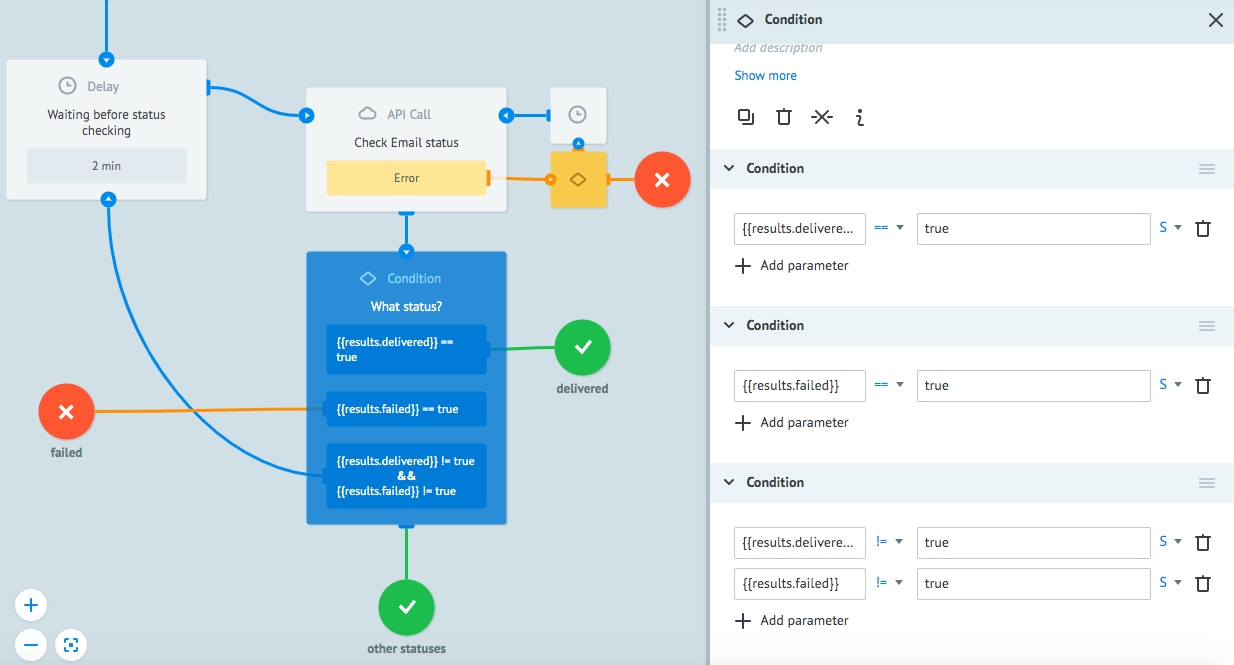 Delay
Waiting before status
checking
2 min
API Call
Check Email status
Error
Condition
What status?
{{results.delivered}} ==
true
{{results.failed}} == true
{{results.delivered}} != true
&&
{{results.failed}} != true
delivered
failed
other statuses
Condition
Add description
Show more
Condition
{{results.delivere...
==
true
S
Add parameter
Condition
{{results.failed}}
==
true
S
Add parameter
Condition
{{results.delivere...
!=
true
S
{{results.failed}}
!=
true
S
Add parameter